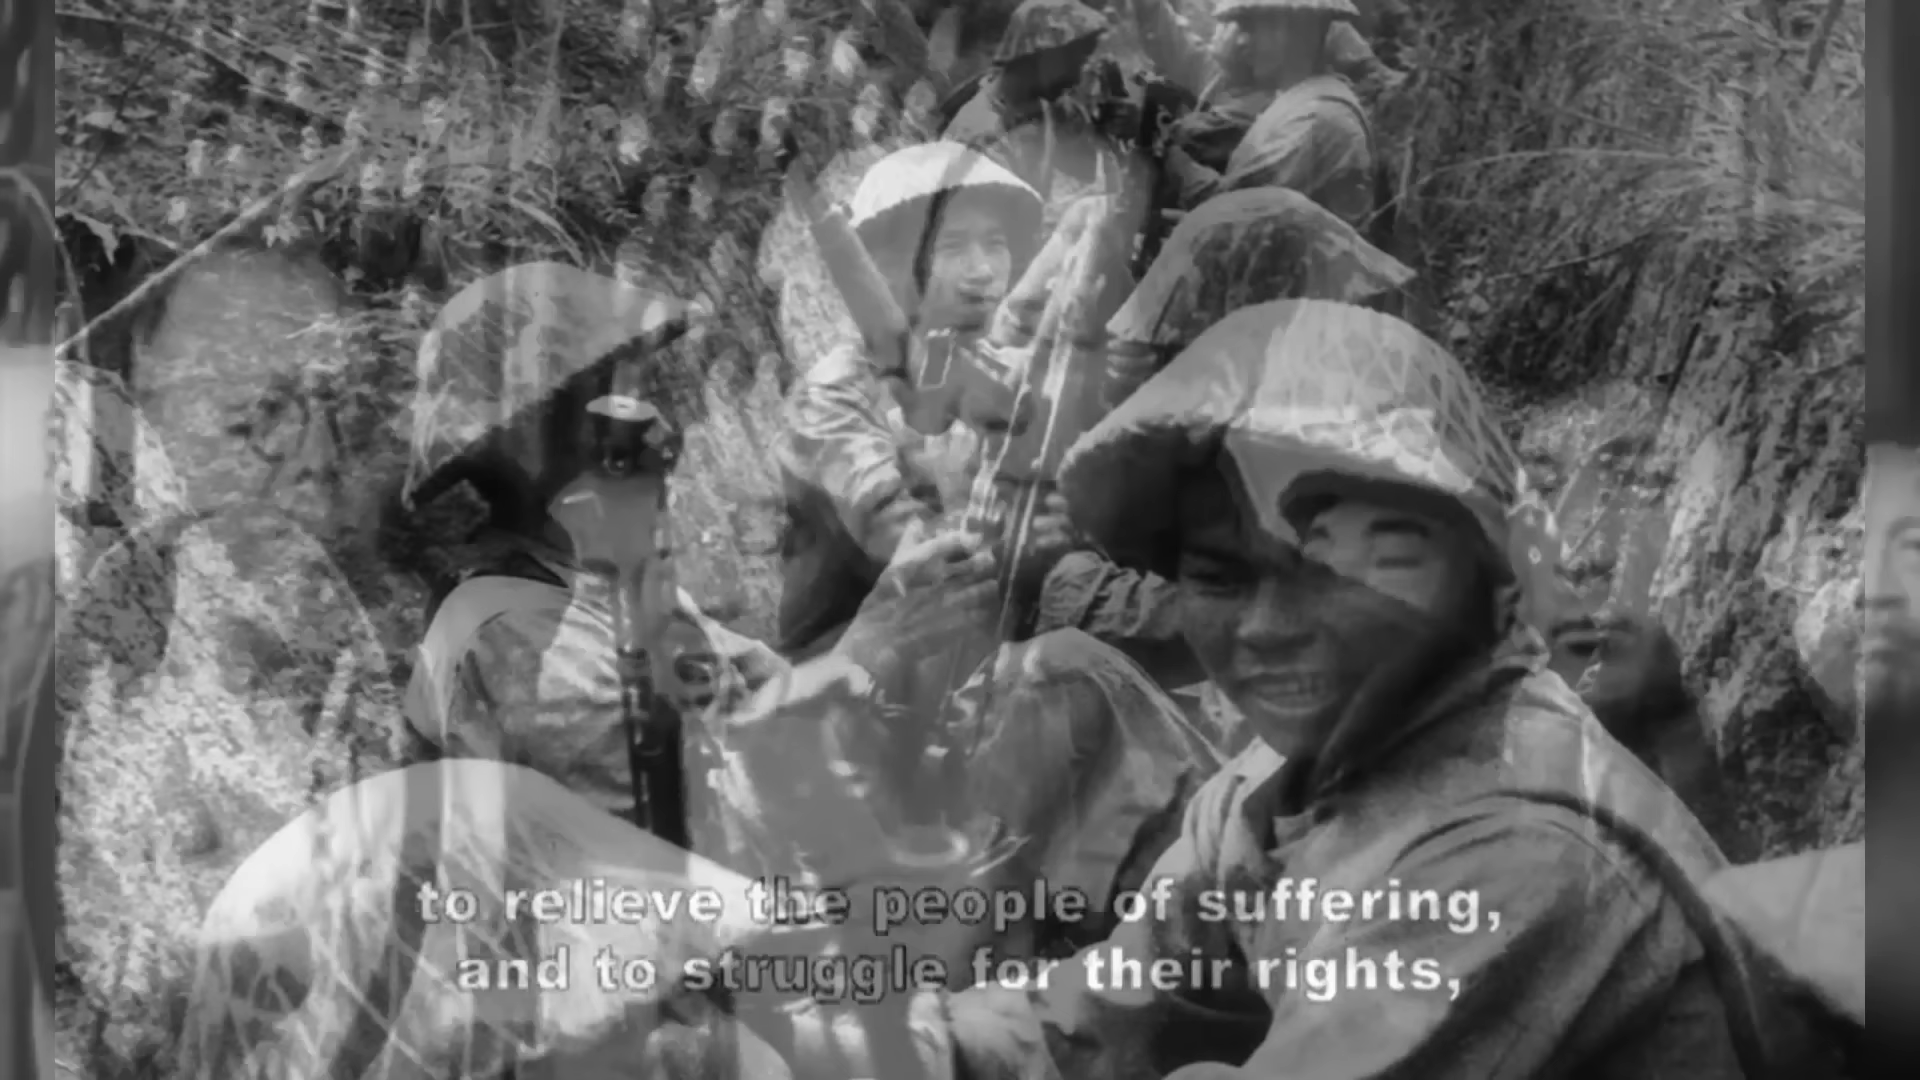 to relieve the people of suffering,
and to struggle for their rights,